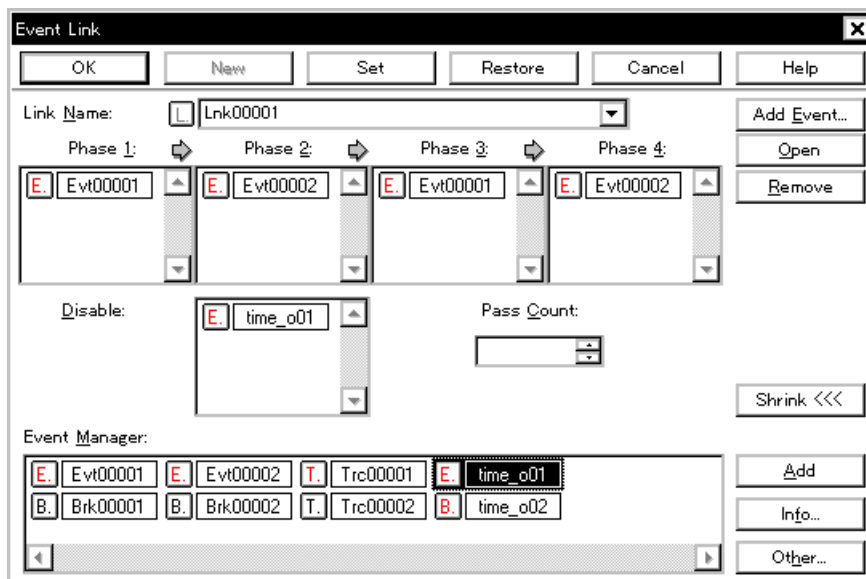 Event Link
OK New Set Restore Cancel Help
Link Name: L. Lnk00001 Add Event...
Phase 1: Phase 2: Phase 3: Phase 4: Open
E. Evt00001 E. Evt00002 E. Evt00001 E. Evt00002 Remove
Disable: E. time_o01 Pass Count:
Shrink <<<
Event Manager:
E. Evt00001 E. Evt00002 T. Trc00001 E. time_o01 Add
B. Brk00001 B. Brk00002 T. Trc00002 B. time_o02 Info...
Other...